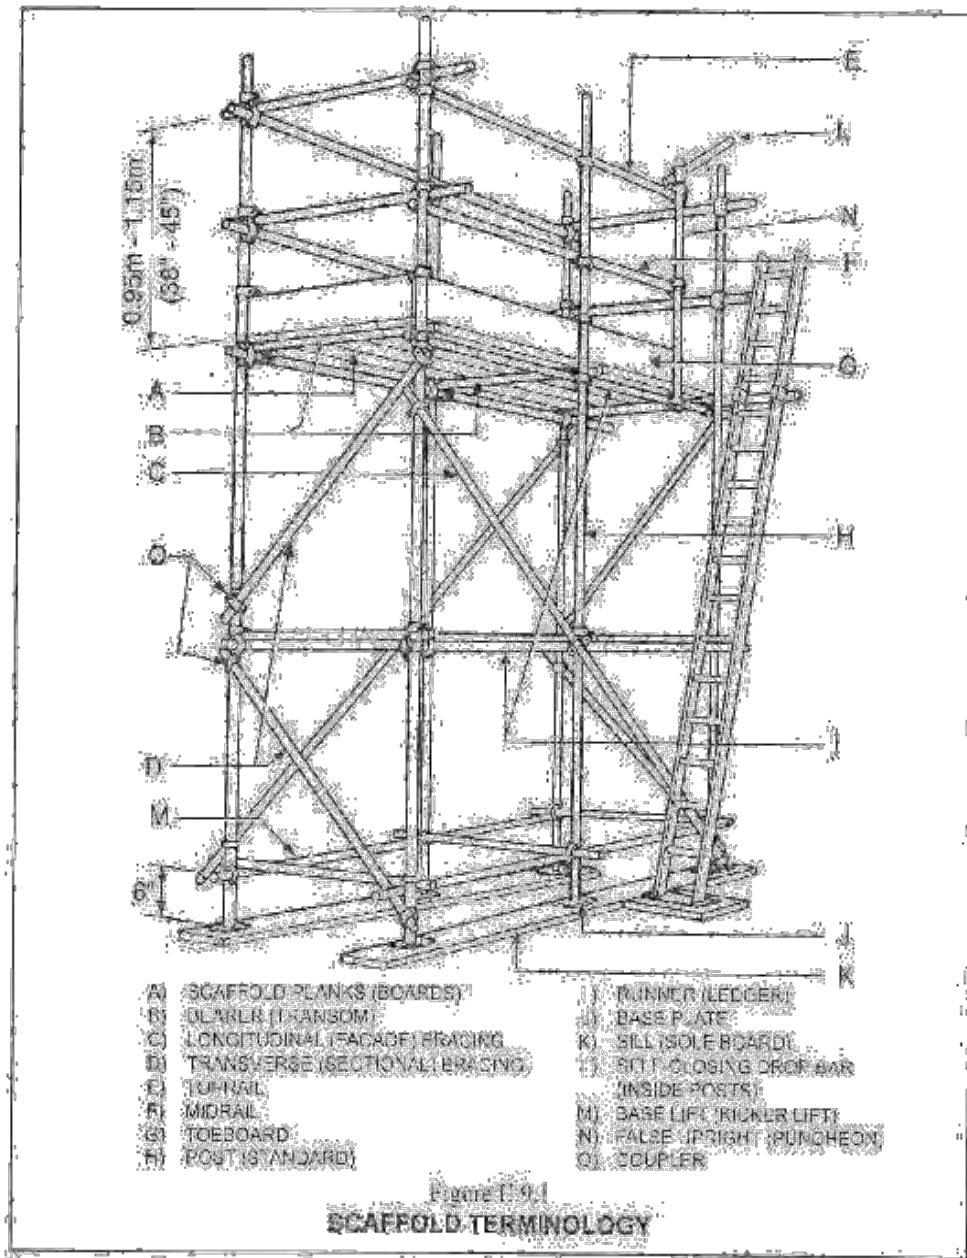 E
L
0.95m - 1.15m
(38" - 45")
N
F
G
A
B
C
H
O
I
D
M
6"
J
K
A) SCAFFOLD PLANKS (BOARDS)
B) BEARER (TRANSOM)
C) LONGITUDINAL (FACADE) BRACING
D) TRANSVERSE (SECTIONAL) BRACING
E) TOPRAIL
F) MIDRAIL
G) TOEBOARD
H) POST (STANDARD)
I) RUNNER (LEDGER)
J) BASE PLATE
K) SILL (SOLE BOARD)
L) SELF-CLOSING DROP BAR
(INSIDE POSTS)
M) BASE LIFT (KICKER LIFT)
N) FALSE UPRIGHT (PUNCHEON)
O) COUPLER
Figure
SCAFFOLD TERMINOLOGY